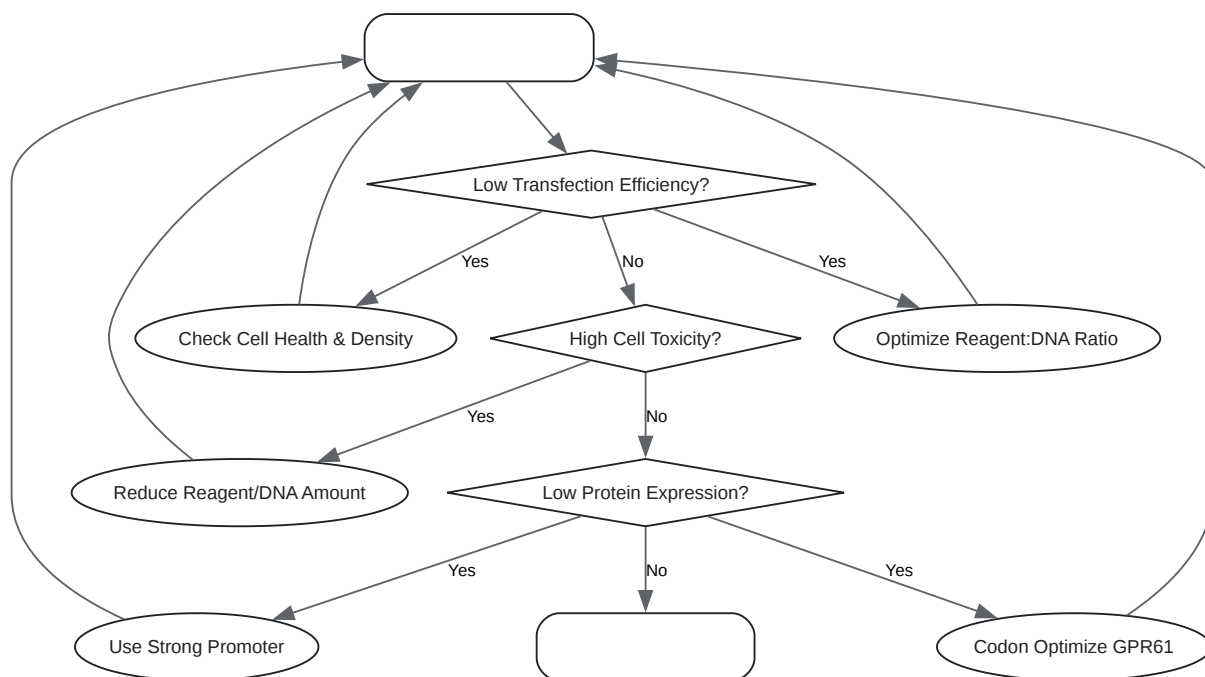 Low Transfection Efficiency?
Yes
No
Yes
Check Cell Health & Density
High Cell Toxicity?
Optimize Reagent:DNA Ratio
Yes
No
Reduce Reagent/DNA Amount
Low Protein Expression?
Yes
No
Yes
Use Strong Promoter
Codon Optimize GPR61